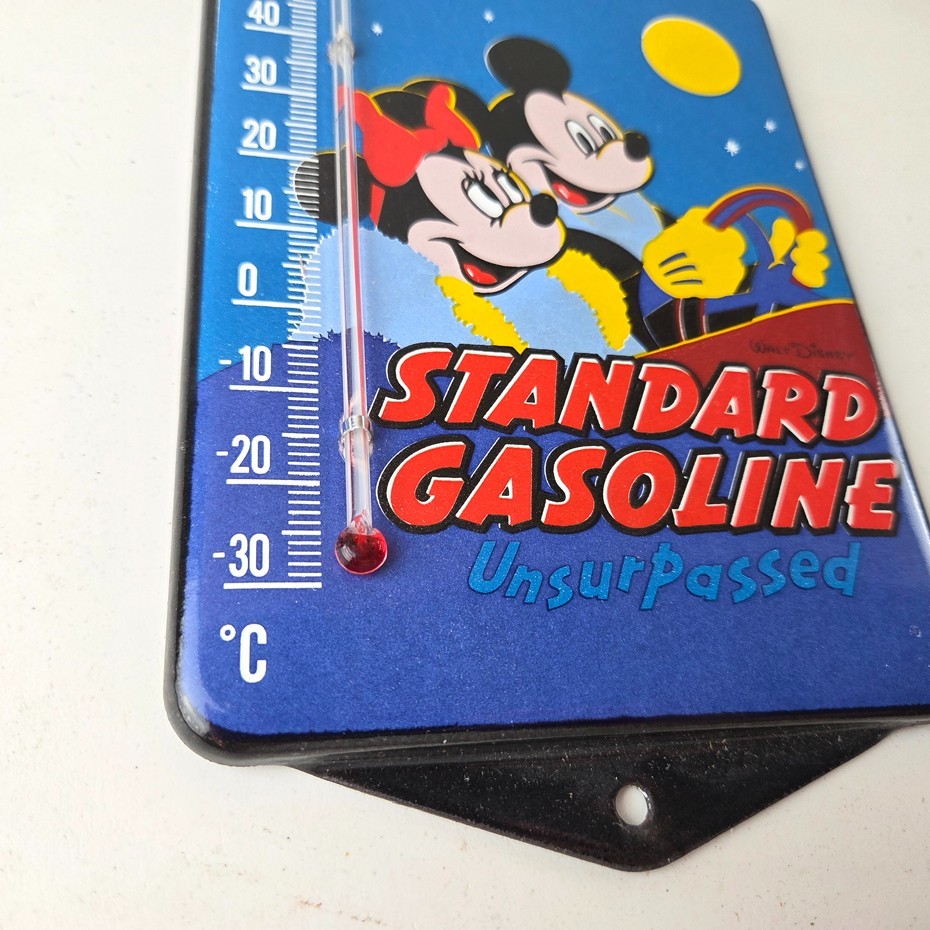 40
30
20
10
0
-10
-20
-30
°C
WALT DISNEY
STANDARD
GASOLINE
Unsurpassed